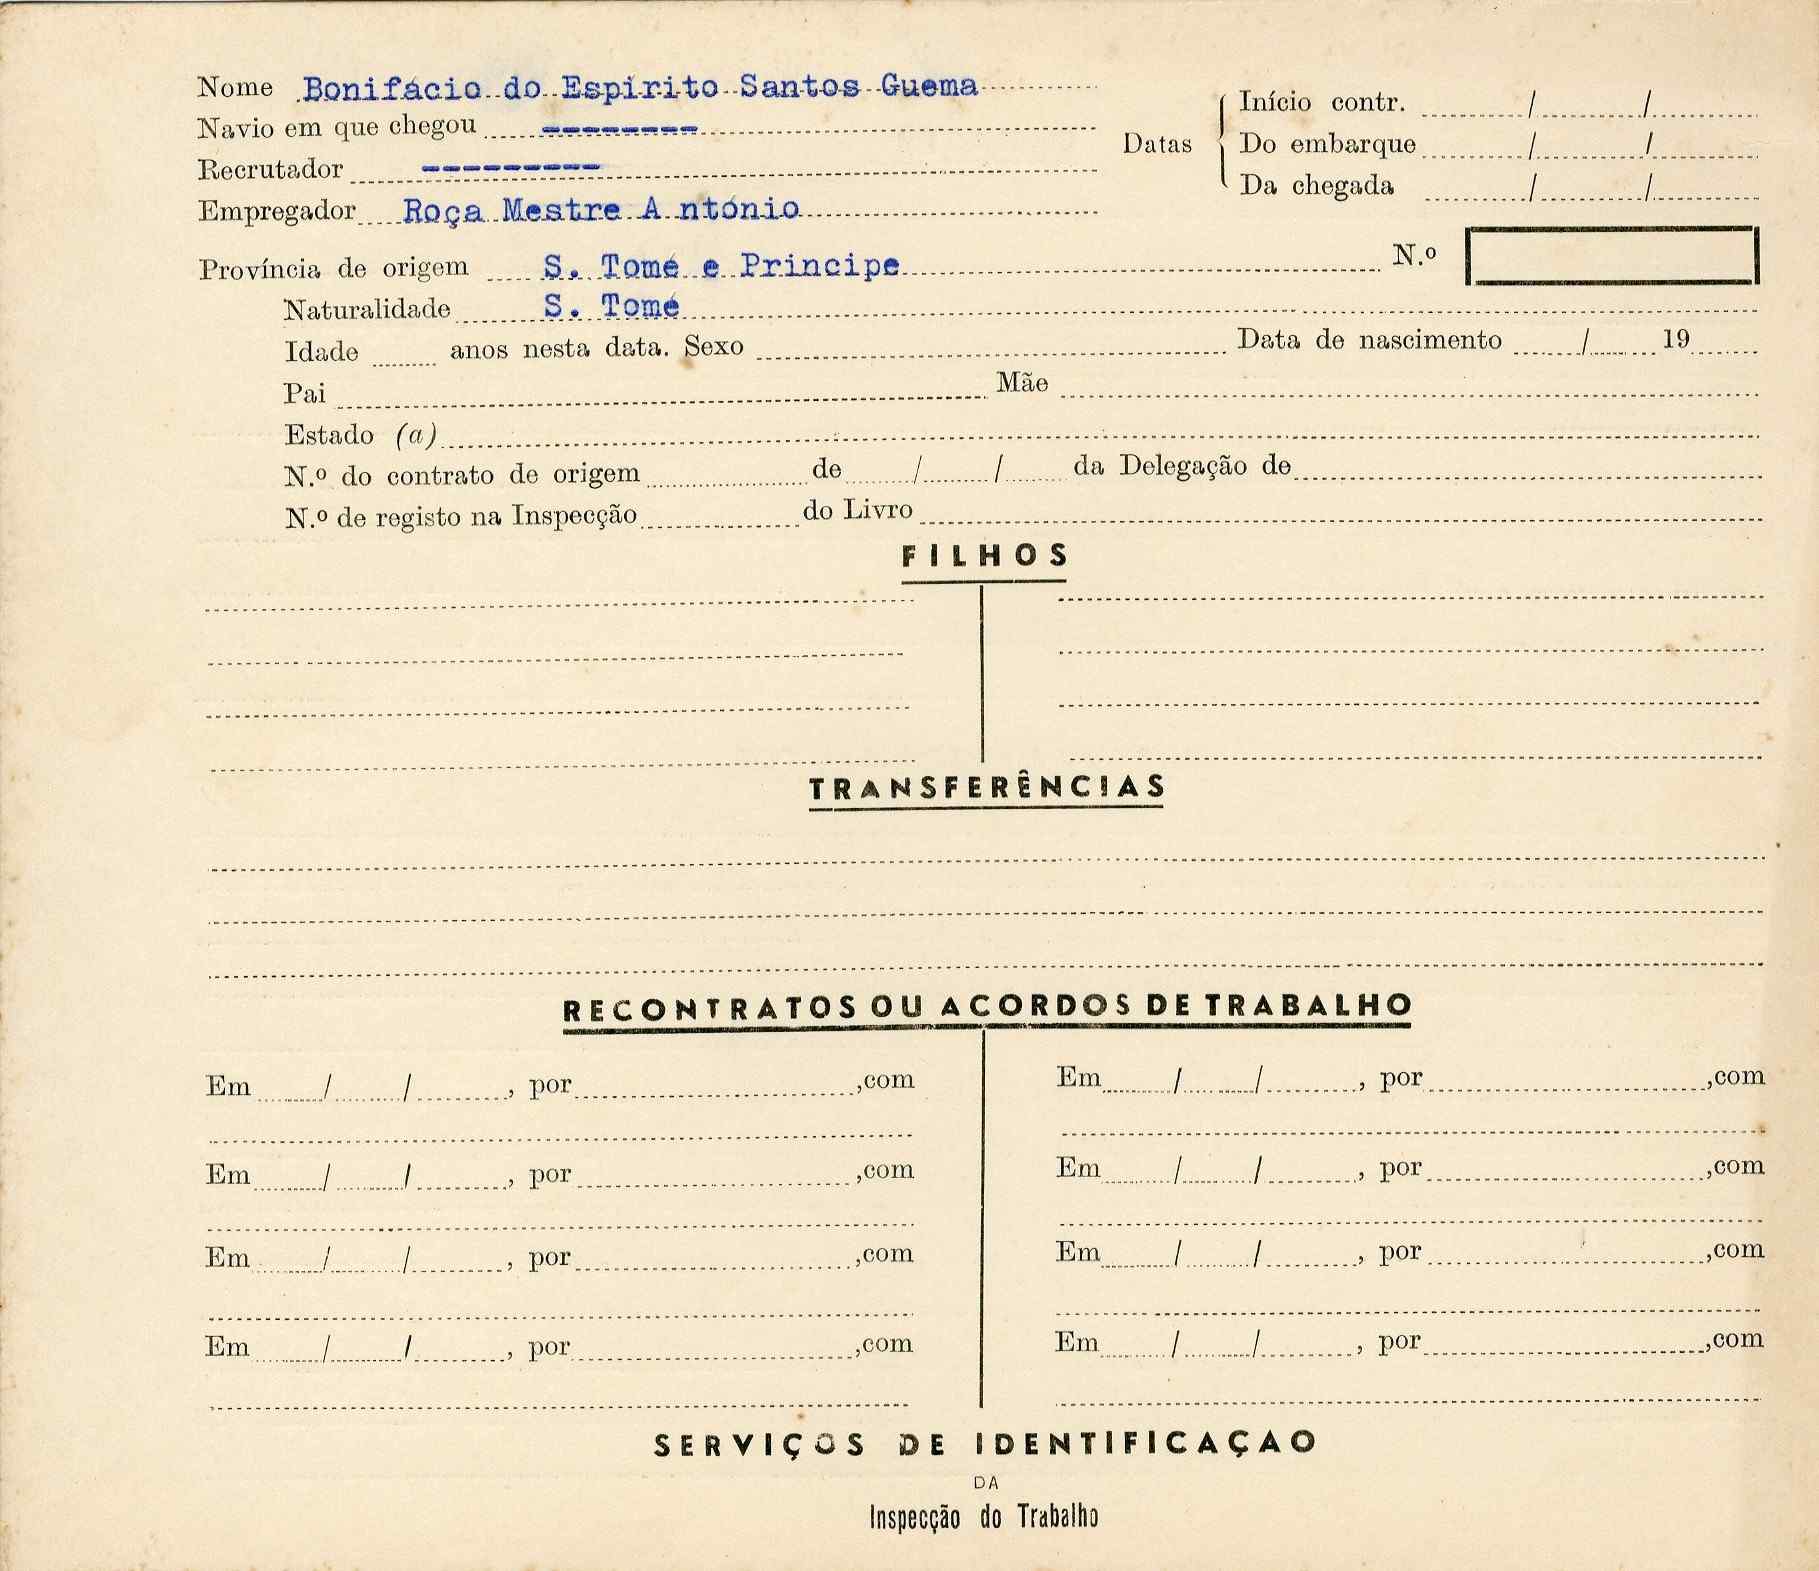 Nome Bonifácio do Espírito Santos Guema
Navio em que chegou --------
Recrutador ---------
Empregador Roça Mestre A ntónio
Datas
Início contr. / /
Do embarque / /
Da chegada / /
Província de origem S. Tomé e Principe N.º
Naturalidade S. Tomé
Idade anos nesta data. Sexo Data de nascimento / 19
Pai Mãe
Estado (a)
N.º do contrato de origem de / / da Delegação de
N.º de registo na Inspecção do Livro
FILHOS
TRANSFERÊNCIAS
RECONTRATOS OU ACORDOS DE TRABALHO
Em / / , por ,com Em / / , por ,com
Em / / , por ,com Em / / , por ,com
Em / / , por ,com Em / / , por ,com
Em / / , por ,com Em / / , por ,com
SERVIÇOS DE IDENTIFICAÇAO
DA
Inspecção do Trabalho